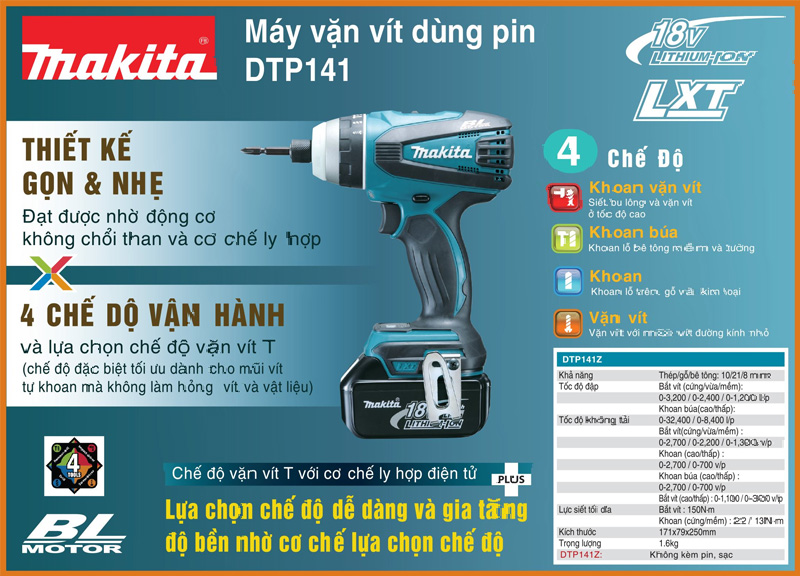 makita
Máy vặn vít dùng pin
DTP141
18V
LITHIUM-ION
LXT
THIẾT KẾ
GỌN & NHẸ
Đạt được nhờ động cơ
không chổi than và cơ chế ly hợp
4 CHẾ DỘ VẬN HÀNH
và lựa chọn chế độ vặn vít T
(chế độ đặc biệt tối ưu dành cho mũi vít
tự khoan mà không làm hỏng vít và vật liệu)
BL
makita
makita
18V
LITHIUM-ION
4 Chế Độ
Khoan vặn vít
Siết bu lông và vặn vít
ở tốc độ cao
Khoan búa
Khoan lỗ bê tông mềm và tường
Khoan
Khoan lỗ trên gỗ và kim loại
Vặn vít
Vặn vít với vít đường kính nhỏ
DTP141Z
Khả năng Thép/gỗ/bê tông: 10/21/8 mm
Tốc độ đập Bắt vít (cứng/vừa/mềm):
0-3,200 / 0-2,400 / 0-1,200 l/p
Khoan búa(cao/thấp):
Tốc độ không tải 0-32,400 / 0-8,400 l/p
Bắt vít(cứng/vừa/mềm) :
0-2,700 / 0-2,200 / 0-1,300 v/p
Khoan (cao/thấp) :
0-2,700 / 0-700 v/p
Khoan búa (cao/thấp) :
0-2,700 / 0-700 v/p
Bắt vít (cao/thấp) : 0-1,100 / 0-300 v/p
Lực siết tối đa Bắt vít : 150N·m
Khoan (cứng/mềm) : 22 / 13N·m
Kích thước 171x79x250mm
Trọng lượng 1.6kg
DTP141Z: Không kèm pin, sạc
4
TOOLS
BL
MOTOR
Chế độ vặn vít T với cơ chế ly hợp điện tử
PLUS
Lựa chọn chế độ dễ dàng và gia tăng
độ bền nhờ cơ chế lựa chọn chế độ